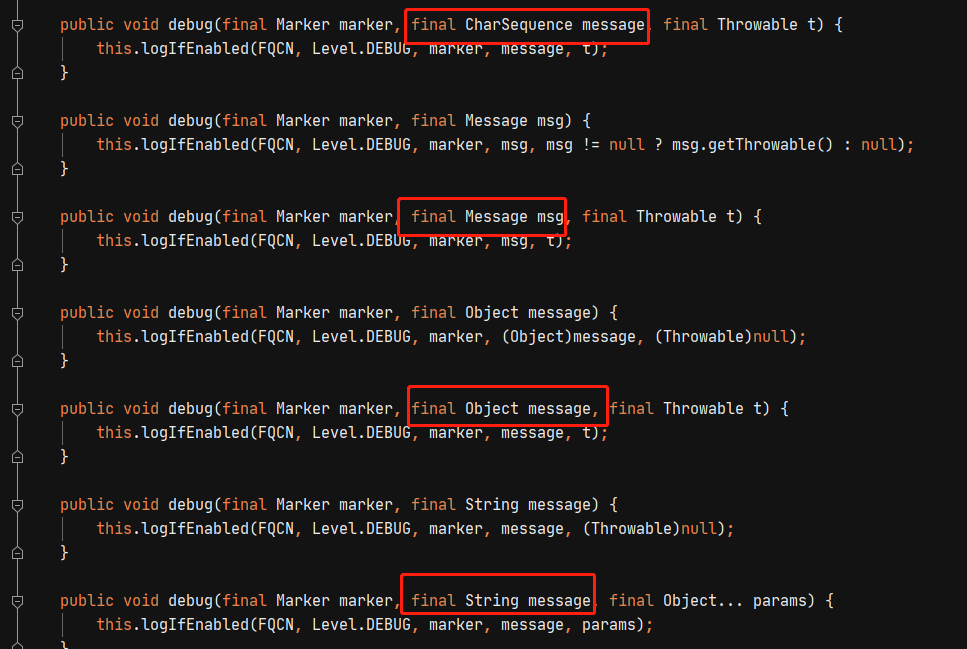 public void debug(final Marker marker, final CharSequence message, final Throwable t) {
this.logIfEnabled(FQCN, Level.DEBUG, marker, message, t);
}
public void debug(final Marker marker, final Message msg) {
this.logIfEnabled(FQCN, Level.DEBUG, marker, msg, msg != null ? msg.getThrowable() : null);
}
public void debug(final Marker marker, final Message msg, final Throwable t) {
this.logIfEnabled(FQCN, Level.DEBUG, marker, msg, t);
}
public void debug(final Marker marker, final Object message) {
this.logIfEnabled(FQCN, Level.DEBUG, marker, (Object)message, (Throwable)null);
}
public void debug(final Marker marker, final Object message, final Throwable t) {
this.logIfEnabled(FQCN, Level.DEBUG, marker, message, t);
}
public void debug(final Marker marker, final String message) {
this.logIfEnabled(FQCN, Level.DEBUG, marker, message, (Throwable)null);
}
public void debug(final Marker marker, final String message, final Object... params) {
this.logIfEnabled(FQCN, Level.DEBUG, marker, message, params);
}